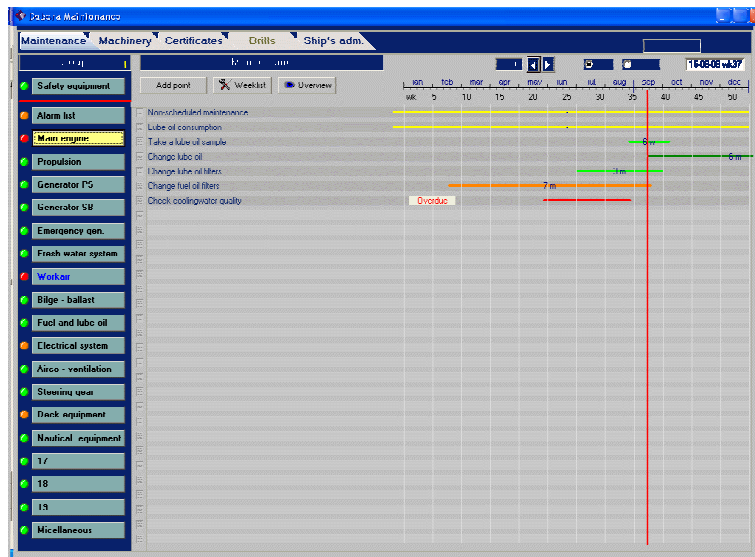 Maintenance Machinery Certificates Drills Ship's adm.
Add point Weeklist Overview
jan feb mar apr may jun jul aug sep oct nov dec
wk 5 10 15 20 25 30 35 40 45 50
Safety equipment
Alarm list
Main engine
Propulsion
Generator PS
Generator SB
Emergency gen.
Fresh water system
Workair
Bilge - ballast
Fuel and lube oil
Electrical system
Airco - ventilation
Steering gear
Deck equipment
Nautical equipment
17
18
19
Micellaneous
Non-scheduled maintenance
Lube oil consumption
Take a lube oil sample 6 w
Change lube oil 6 m
Change lube oil filters 3 m
Change fuel oil filters 7 m
Check coolingwater quality Overdue